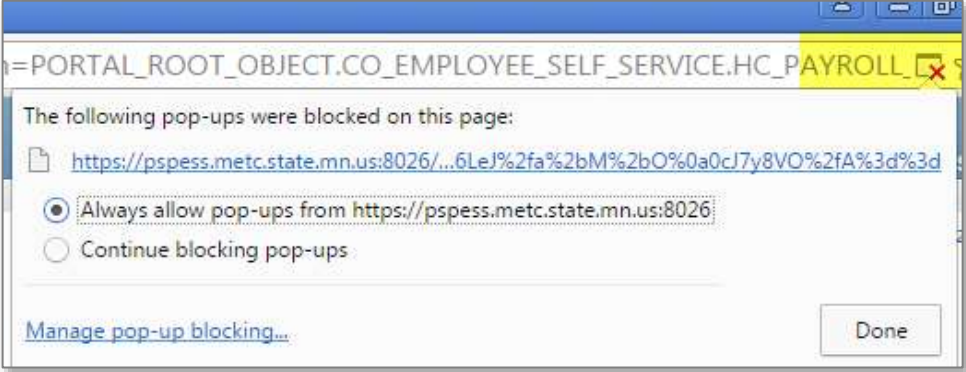 =PORTAL_ROOT_OBJECT.CO_EMPLOYEE_SELF_SERVICE.HC_PAYROLL_
The following pop-ups were blocked on this page:
https://pspess.metc.state.mn.us:8026/...6LeJ%2fa%2bM%2bO%0a0cJ7y8VO%2fA%3d%3d
Always allow pop-ups from https://pspess.metc.state.mn.us:8026
Continue blocking pop-ups
Manage pop-up blocking...
Done